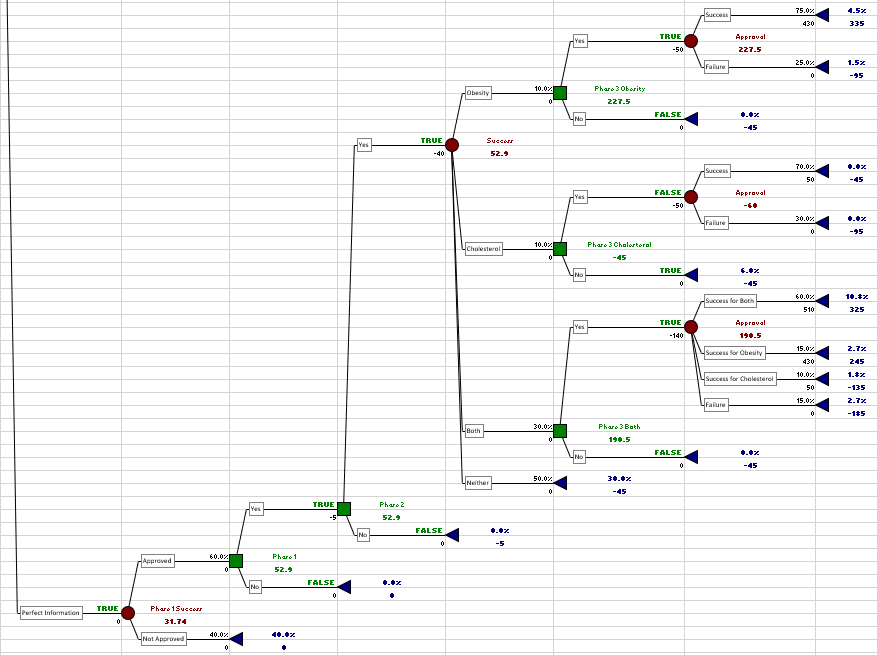 75.0% 4.5%
Success
430 335
Yes TRUE Approval
-50 227.5
25.0% 1.5%
Failure
0 -95
10.0% Phase 3 Obesity
Obesity
0 227.5
FALSE 0.0%
No
0 -45
Yes TRUE Success
-40 52.9
70.0% 0.0%
Success
50 -45
Yes FALSE Approval
-50 -60
30.0% 0.0%
Failure
0 -95
10.0% Phase 3 Cholesterol
Cholesterol
0 -45
TRUE 6.0%
No
0 -45
60.0% 10.8%
Success for Both
510 325
Yes TRUE Approval
-140 190.5
15.0% 2.7%
Success for Obesity
430 245
10.0% 1.8%
Success for Cholesterol
50 -135
15.0% 2.7%
Failure
0 -185
30.0% Phase 3 Both
Both
0 190.5
FALSE 0.0%
No
0 -45
50.0% 30.0%
Neither
0 -45
Yes TRUE Phase 2
-5 52.9
FALSE 0.0%
No
0 -5
60.0% Phase 1
Approved
0 52.9
FALSE 0.0%
No
0 0
TRUE Phase 1 Success
Perfect Information
0 31.74
40.0% 40.0%
Not Approved
0 0